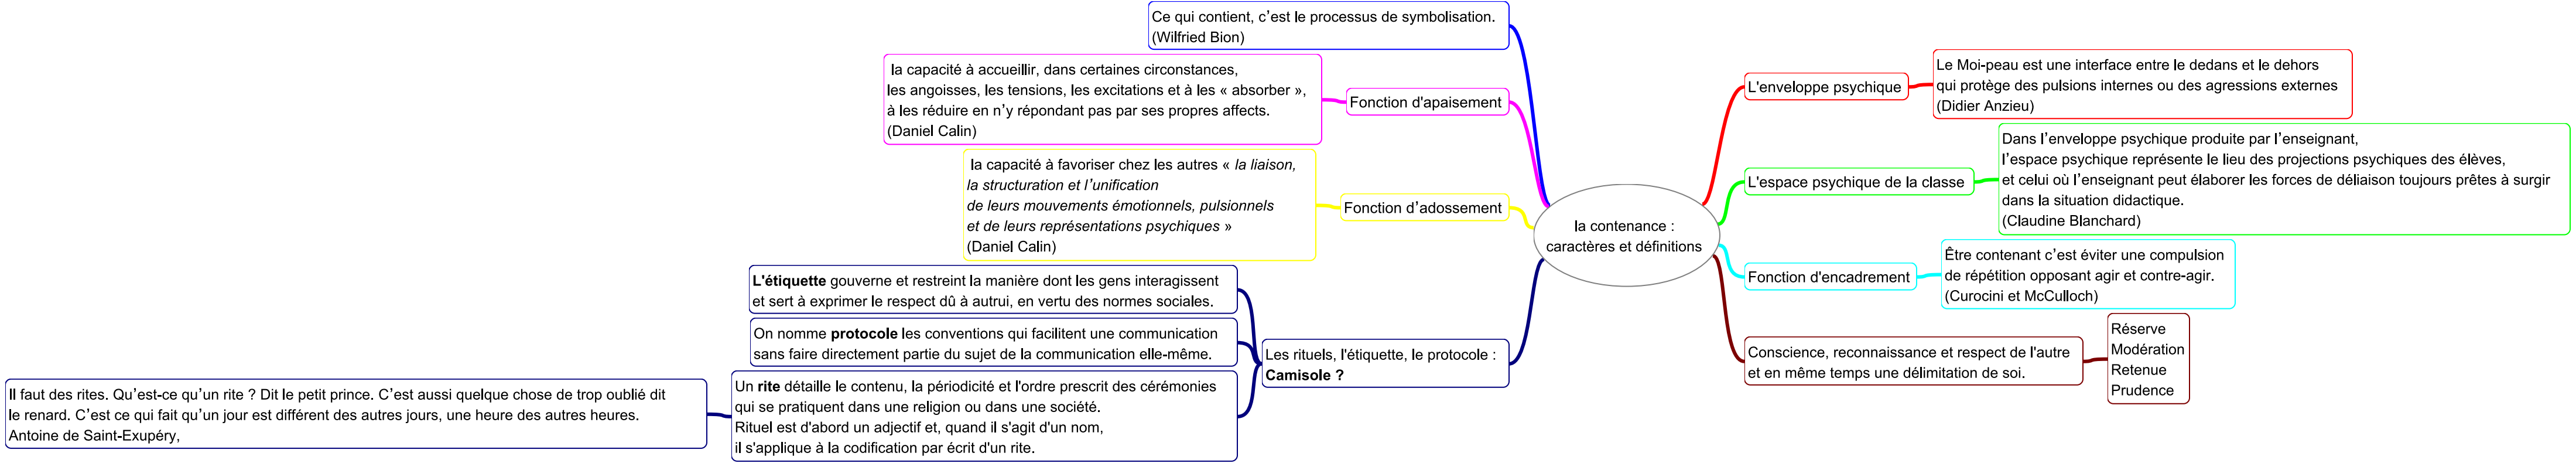 la contenance :
caractères et définitions
Ce qui contient, c’est le processus de symbolisation.
(Wilfried Bion)
Fonction d'apaisement
la capacité à accueillir, dans certaines circonstances,
les angoisses, les tensions, les excitations et à les « absorber »,
à les réduire en n’y répondant pas par ses propres affects.
(Daniel Calin)
Fonction d’adossement
la capacité à favoriser chez les autres « la liaison,
la structuration et l’unification
de leurs mouvements émotionnels, pulsionnels
et de leurs représentations psychiques »
(Daniel Calin)
Les rituels, l'étiquette, le protocole :
Camisole ?
L'étiquette gouverne et restreint la manière dont les gens interagissent
et sert à exprimer le respect dû à autrui, en vertu des normes sociales.
On nomme protocole les conventions qui facilitent une communication
sans faire directement partie du sujet de la communication elle-même.
Un rite détaille le contenu, la périodicité et l'ordre prescrit des cérémonies
qui se pratiquent dans une religion ou dans une société.
Rituel est d'abord un adjectif et, quand il s'agit d'un nom,
il s'applique à la codification par écrit d'un rite.
Il faut des rites. Qu’est-ce qu’un rite ? Dit le petit prince. C’est aussi quelque chose de trop oublié dit
le renard. C’est ce qui fait qu’un jour est différent des autres jours, une heure des autres heures.
Antoine de Saint-Exupéry,
L'enveloppe psychique
Le Moi-peau est une interface entre le dedans et le dehors
qui protège des pulsions internes ou des agressions externes
(Didier Anzieu)
L'espace psychique de la classe
Dans l’enveloppe psychique produite par l’enseignant,
l’espace psychique représente le lieu des projections psychiques des élèves,
et celui où l’enseignant peut élaborer les forces de déliaison toujours prêtes à surgir
dans la situation didactique.
(Claudine Blanchard)
Fonction d'encadrement
Être contenant c’est éviter une compulsion
de répétition opposant agir et contre-agir.
(Curocini et McCulloch)
Conscience, reconnaissance et respect de l'autre
et en même temps une délimitation de soi.
Réserve
Modération
Retenue
Prudence